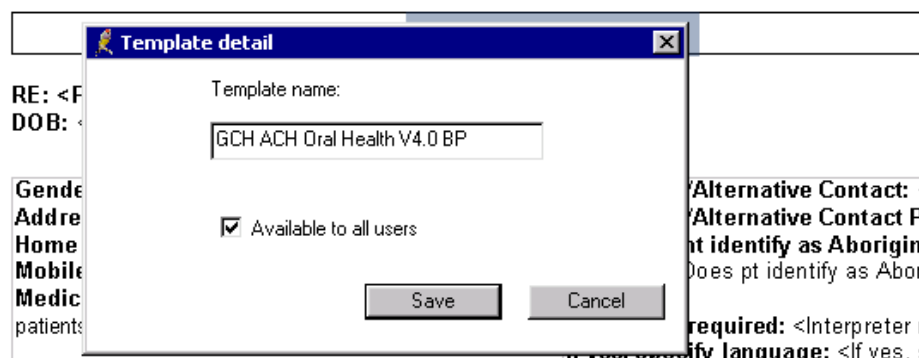 Template detail
RE: <
Template name:
DOB:
GCH ACH Oral Health V4.0 BP
Gende
/Alternative Contact:
Addre
/Alternative Contact P
Available to all users
Home
nt identify as Aborigin
Mobile
Does pt identify as Abor
Medic
Save
Cancel
patients
required: <Interpreter
ify language: <If yes,